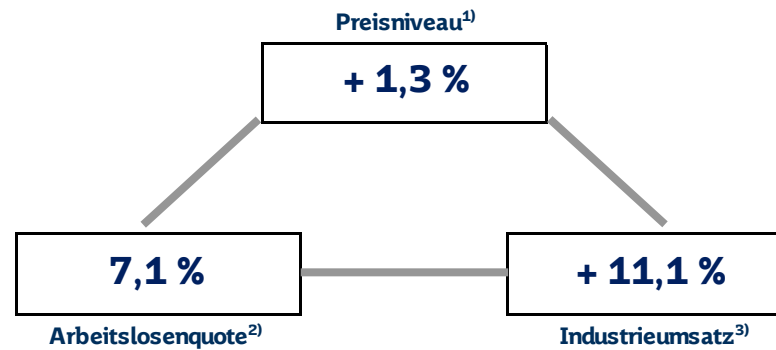 Preisniveau¹⁾
+ 1,3 %
7,1 %
+ 11,1 %
Arbeitslosenquote²⁾
Industrieumsatz³⁾